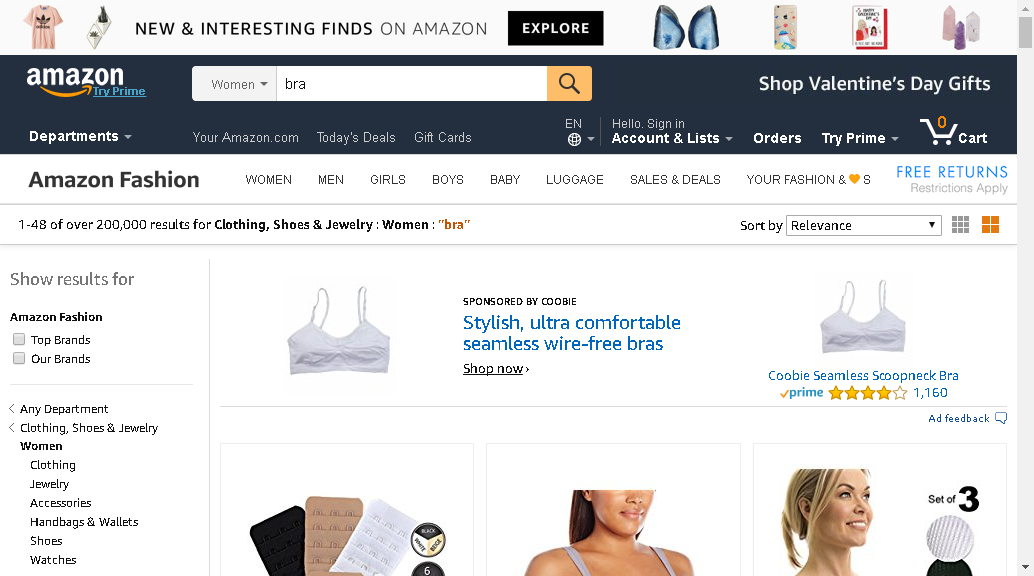 NEW & INTERESTING FINDS ON AMAZON EXPLORE
amazon
Try Prime
Women
bra
Shop Valentine's Day Gifts
Departments
Your Amazon.com Today's Deals Gift Cards
EN
Hello. Sign in
Account & Lists
Orders
Try Prime
0
Cart
Amazon Fashion
WOMEN MEN GIRLS BOYS BABY LUGGAGE SALES & DEALS YOUR FASHION & S
FREE RETURNS
Restrictions Apply
1-48 of over 200,000 results for Clothing, Shoes & Jewelry : Women : "bra"
Sort by Relevance
Show results for
Amazon Fashion
Top Brands
Our Brands
Any Department
Clothing, Shoes & Jewelry
Women
Clothing
Jewelry
Accessories
Handbags & Wallets
Shoes
Watches
SPONSORED BY COOBIE
Stylish, ultra comfortable
seamless wire-free bras
Shop now ›
Coobie Seamless Scoopneck Bra
prime 1,160
Ad feedback
BLACK
WHITE
BEIGE
6
Set of 3